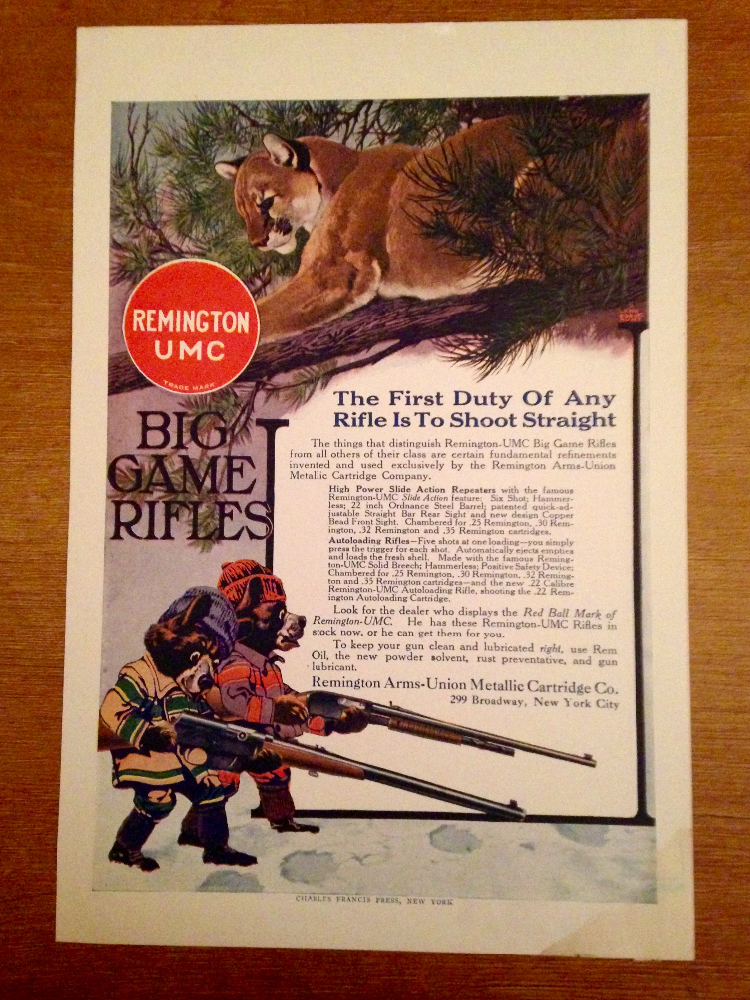 REMINGTON
UMC
TRADE MARK
BIG
GAME
RIFLES
The First Duty Of Any
Rifle Is To Shoot Straight
The things that distinguish Remington-UMC Big Game Rifles
from all others of their class are certain fundamental refinements
invented and used exclusively by the Remington Arms-Union
Metallic Cartridge Company.
High Power Slide Action Repeaters with the famous
Remington-UMC Slide Action feature: Six Shot; Hammer-
less; 22 inch Ordnance Steel Barrel; patented quick-ad-
justable Straight Bar Rear Sight and new design Copper
Bead Front Sight. Chambered for .25 Remington, .30 Rem-
ington, .32 Remington and .35 Remington cartridges.
Autoloading Rifles—Five shots at one loading—you simply
press the trigger for each shot. Automatically ejects empties
and loads the fresh shell. Made with the famous Reming-
ton-UMC Solid Breech; Hammerless; Positive Safety Device;
Chambered for .25 Remington, .30 Remington, .32 Reming-
ton and .35 Remington cartridges—and the new .22 Calibre
Remington-UMC Autoloading Rifle, shooting the .22 Rem-
ington Autoloading Cartridge.
Look for the dealer who displays the Red Ball Mark of
Remington-UMC. He has these Remington-UMC Rifles in
stock now, or he can get them for you.
To keep your gun clean and lubricated right, use Rem
Oil, the new powder solvent, rust preventative, and gun
lubricant.
Remington Arms-Union Metallic Cartridge Co.
299 Broadway, New York City
CHARLES FRANCIS PRESS, NEW YORK